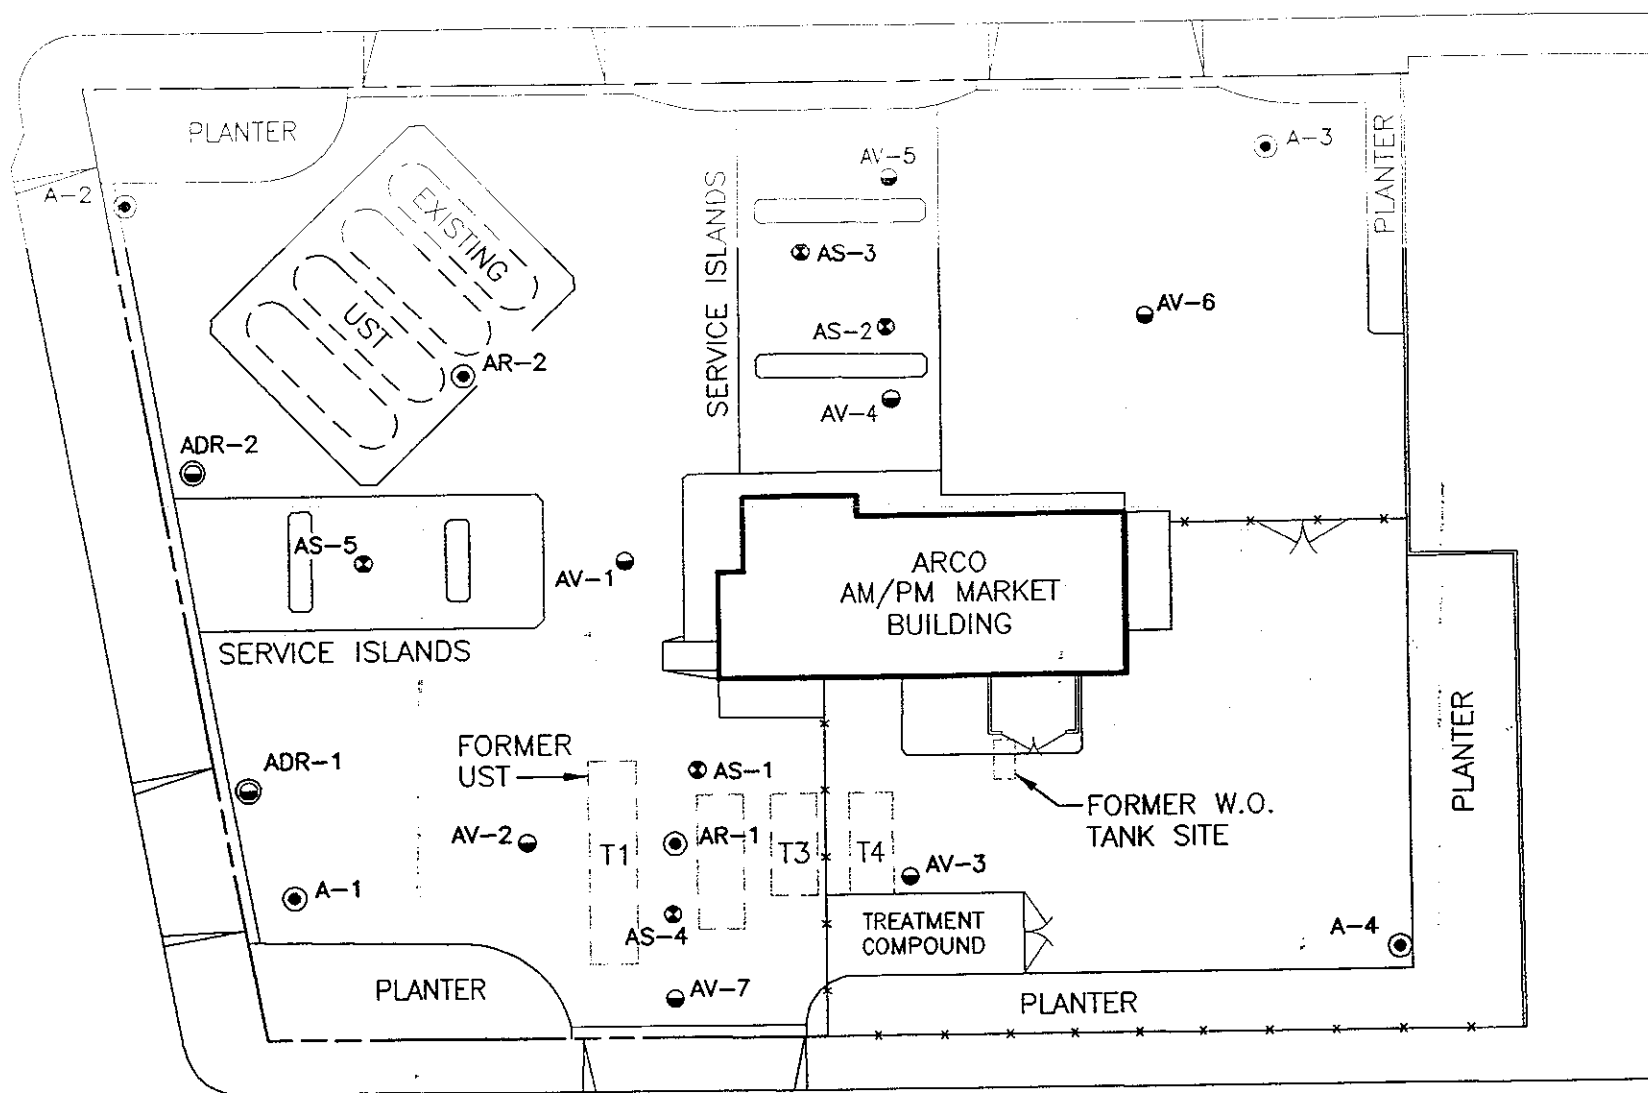 PLANTER
A-2
EXISTING
UST
AR-2
ADR-2
AS-5
SERVICE ISLANDS
AV-1
SERVICE ISLANDS
AV-5
AS-3
AS-2
AV-4
A-3
PLANTER
AV-6
ARCO
AM/PM MARKET
BUILDING
FORMER
UST
ADR-1
AV-2
A-1
T1
AS-1
AR-1
T3
T4
AV-3
AS-4
AV-7
FORMER W.O.
TANK SITE
TREATMENT
COMPOUND
A-4
PLANTER
PLANTER
PLANTER